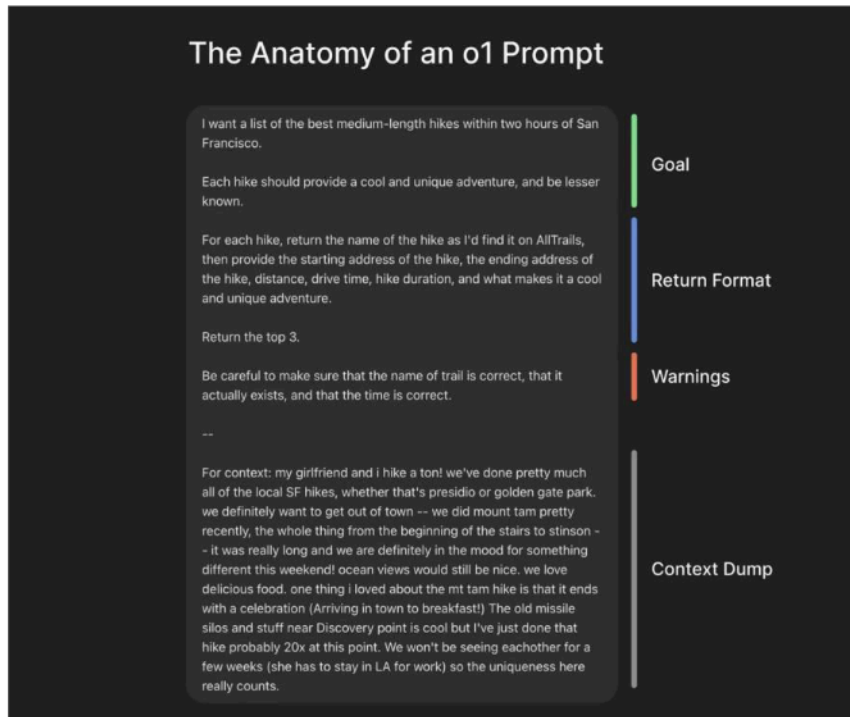 The Anatomy of an o1 Prompt
I want a list of the best medium-length hikes within two hours of San
Francisco.
Each hike should provide a cool and unique adventure, and be lesser
known.
Goal
For each hike, return the name of the hike as I'd find it on AllTrails,
then provide the starting address of the hike, the ending address of
the hike, distance, drive time, hike duration, and what makes it a cool
and unique adventure.
Return the top 3.
Return Format
Be careful to make sure that the name of trail is correct, that it
actually exists, and that the time is correct.
Warnings
--
For context: my girlfriend and i hike a ton! we've done pretty much
all of the local SF hikes, whether that's presidio or golden gate park.
we definitely want to get out of town -- we did mount tam pretty
recently, the whole thing from the beginning of the stairs to stinson -
- it was really long and we are definitely in the mood for something
different this weekend! ocean views would still be nice. we love
delicious food. one thing i loved about the mt tam hike is that it ends
with a celebration (Arriving in town to breakfast!) The old missile
silos and stuff near Discovery point is cool but I've just done that
hike probably 20x at this point. We won't be seeing eachother for a
few weeks (she has to stay in LA for work) so the uniqueness here
really counts.
Context Dump